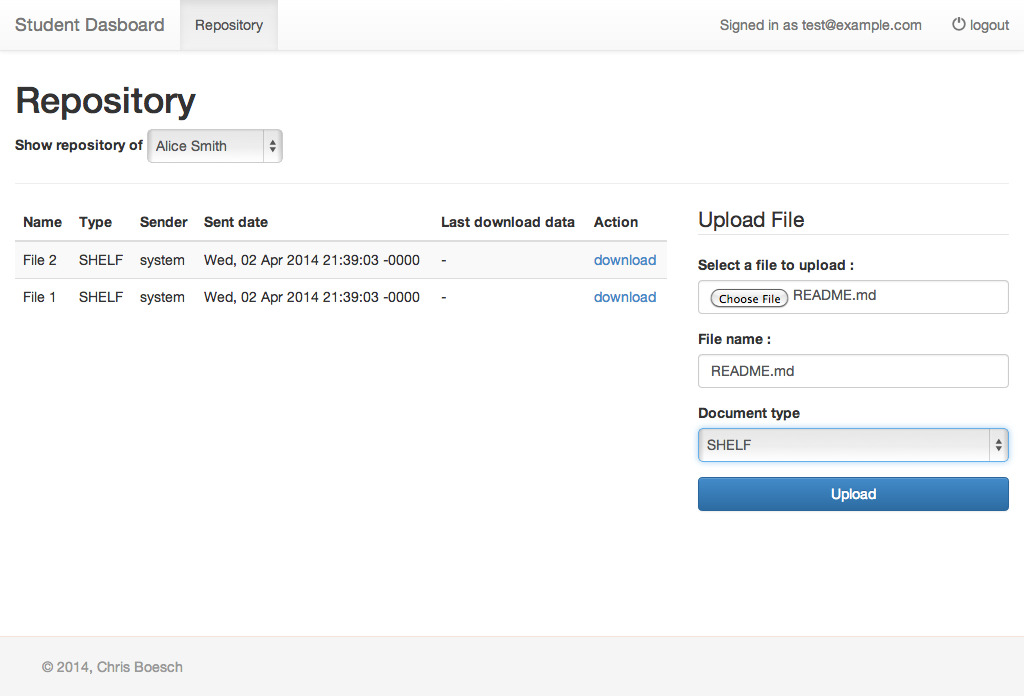 Student Dasboard Repository Signed in as test@example.com logout
Repository
Show repository of Alice Smith
Name Type Sender Sent date Last download data Action
File 2 SHELF system Wed, 02 Apr 2014 21:39:03 -0000 - download
File 1 SHELF system Wed, 02 Apr 2014 21:39:03 -0000 - download
Upload File
Select a file to upload :
Choose File README.md
File name :
README.md
Document type
SHELF
Upload
© 2014, Chris Boesch